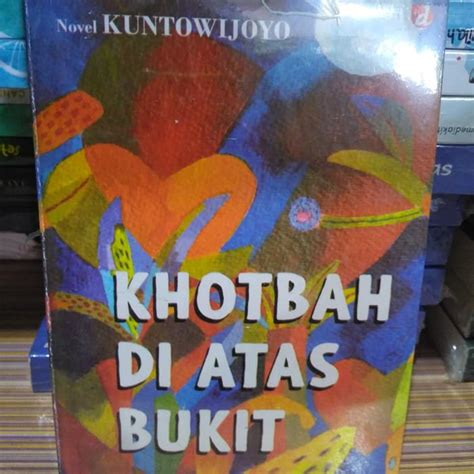 Novel KUNTOWIJOYO
KHOTBAH
DI ATAS
BUKIT